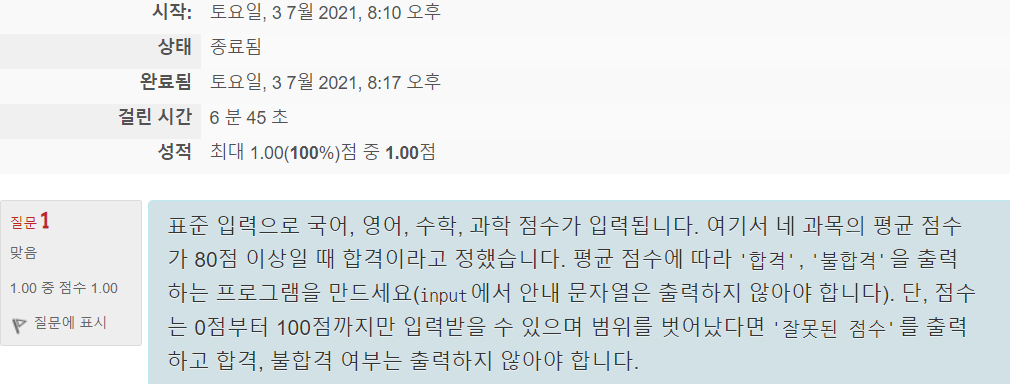 시작: 토요일, 3 7월 2021, 8:10 오후
상태 종료됨
완료됨 토요일, 3 7월 2021, 8:17 오후
걸린 시간 6 분 45 초
성적 최대 1.00(100%)점 중 1.00점
질문 1
맞음
1.00 중 점수 1.00
질문에 표시
표준 입력으로 국어, 영어, 수학, 과학 점수가 입력됩니다. 여기서 네 과목의 평균 점수
가 80점 이상일 때 합격이라고 정했습니다. 평균 점수에 따라 '합격', '불합격'을 출력
하는 프로그램을 만드세요(input에서 안내 문자열은 출력하지 않아야 합니다). 단, 점수
는 0점부터 100점까지만 입력받을 수 있으며 범위를 벗어났다면 '잘못된 점수'를 출력
하고 합격, 불합격 여부는 출력하지 않아야 합니다.